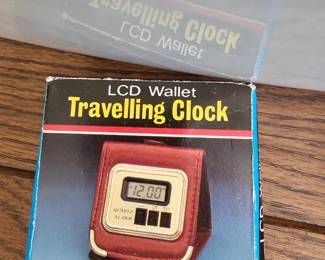 LCD Wallet
Travelling Clock
LCD Wallet
Travelling Clock
12:00
QUARTZ
ALARM